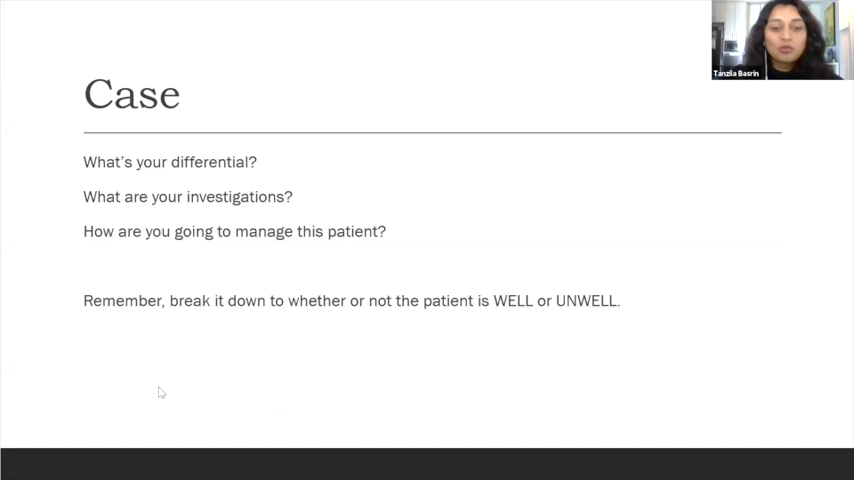 Tanzila Basrin
Case
What's your differential?
What are your investigations?
How are you going to manage this patient?
Remember, break it down to whether or not the patient is WELL or UNWELL.